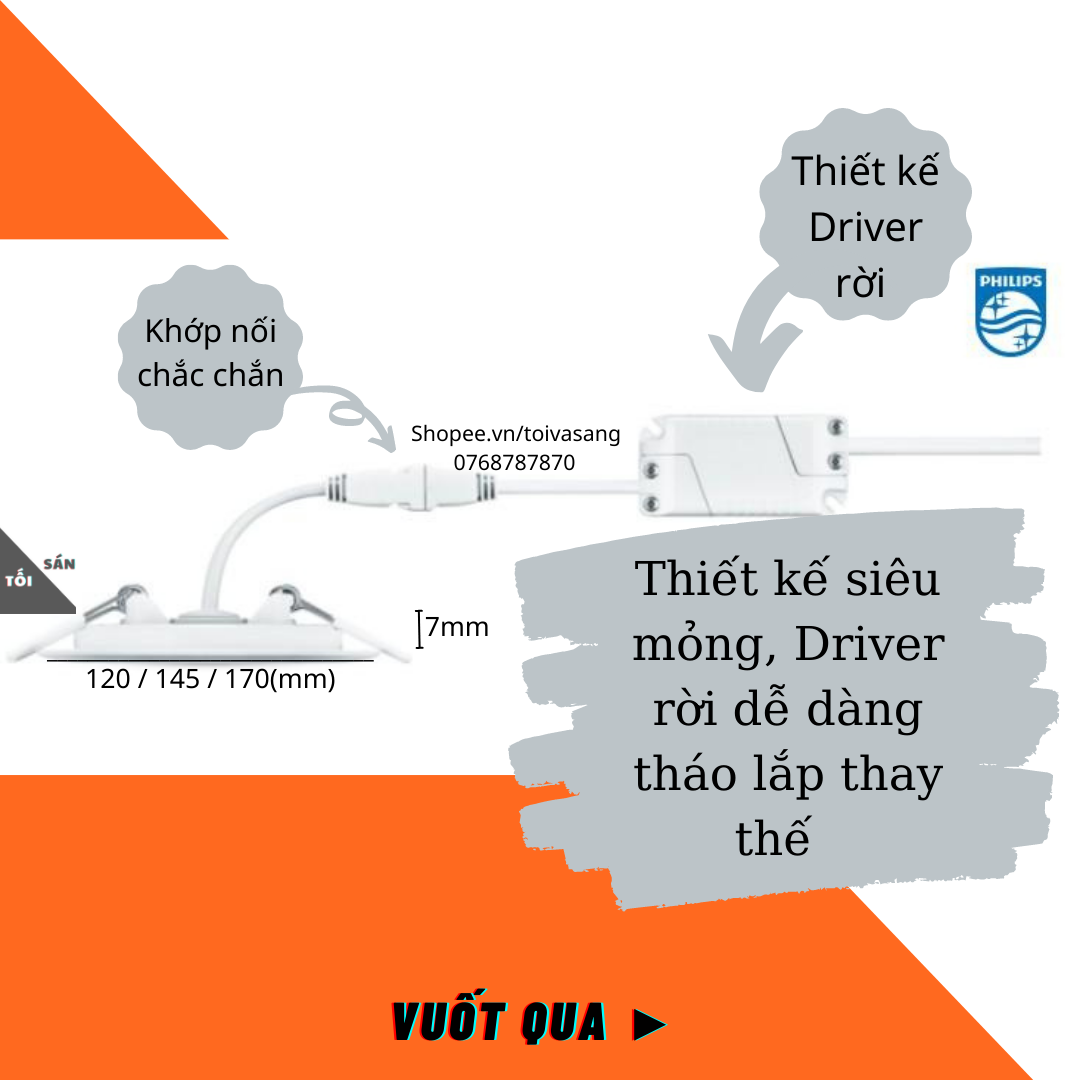 Thiết kế
Driver
rời
PHILIPS
Khớp nối
chắc chắn
Shopee.vn/toivasang
0768787870
SÁN
TỐI
7mm
120 / 145 / 170(mm)
Thiết kế siêu
mỏng, Driver
rời dễ dàng
tháo lắp thay
thế
VUỐT QUA ►